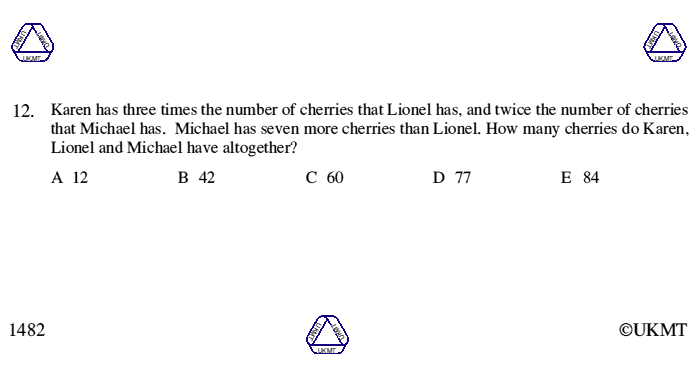 UKMT UKMT UKMT UKMT UKMT UKMT
12. Karen has three times the number of cherries that Lionel has, and twice the number of cherries
that Michael has. Michael has seven more cherries than Lionel. How many cherries do Karen,
Lionel and Michael have altogether?
A 12 B 42 C 60 D 77 E 84
1482 UKMT UKMT UKMT ©UKMT